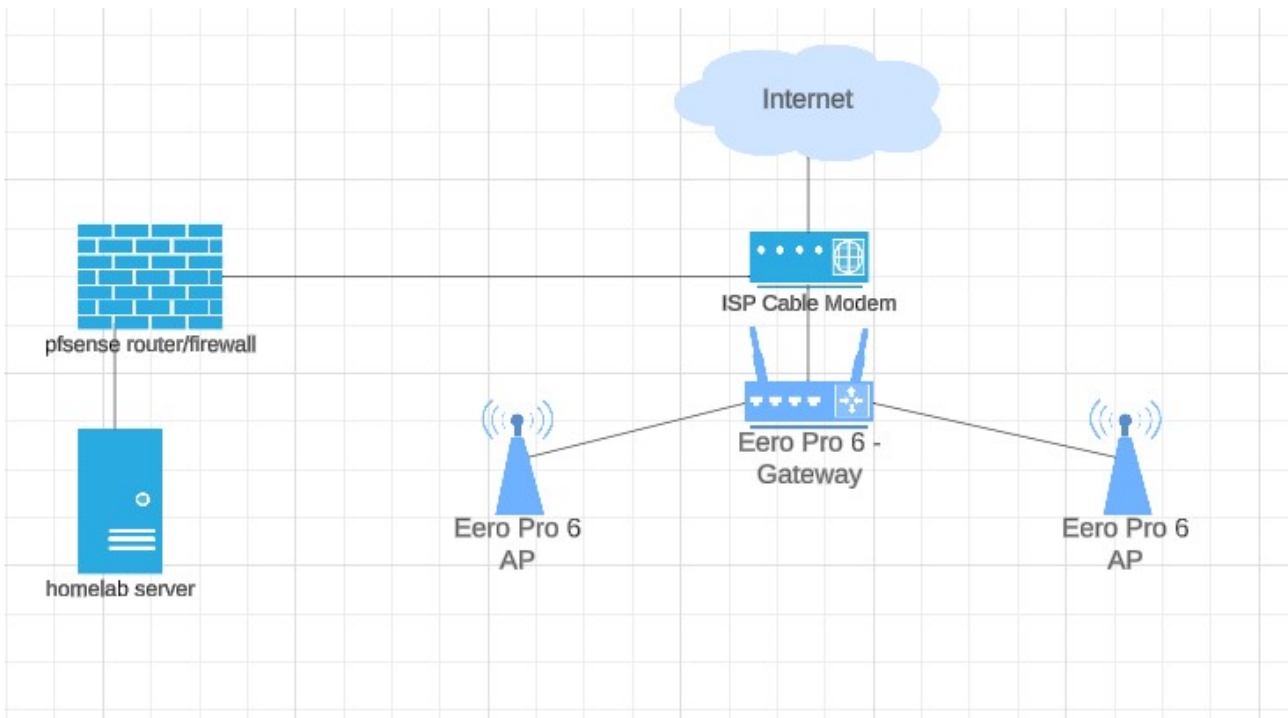 Internet
ISP Cable Modem
pfsense router/firewall
Eero Pro 6 -
Gateway
Eero Pro 6
AP
Eero Pro 6
AP
homelab server